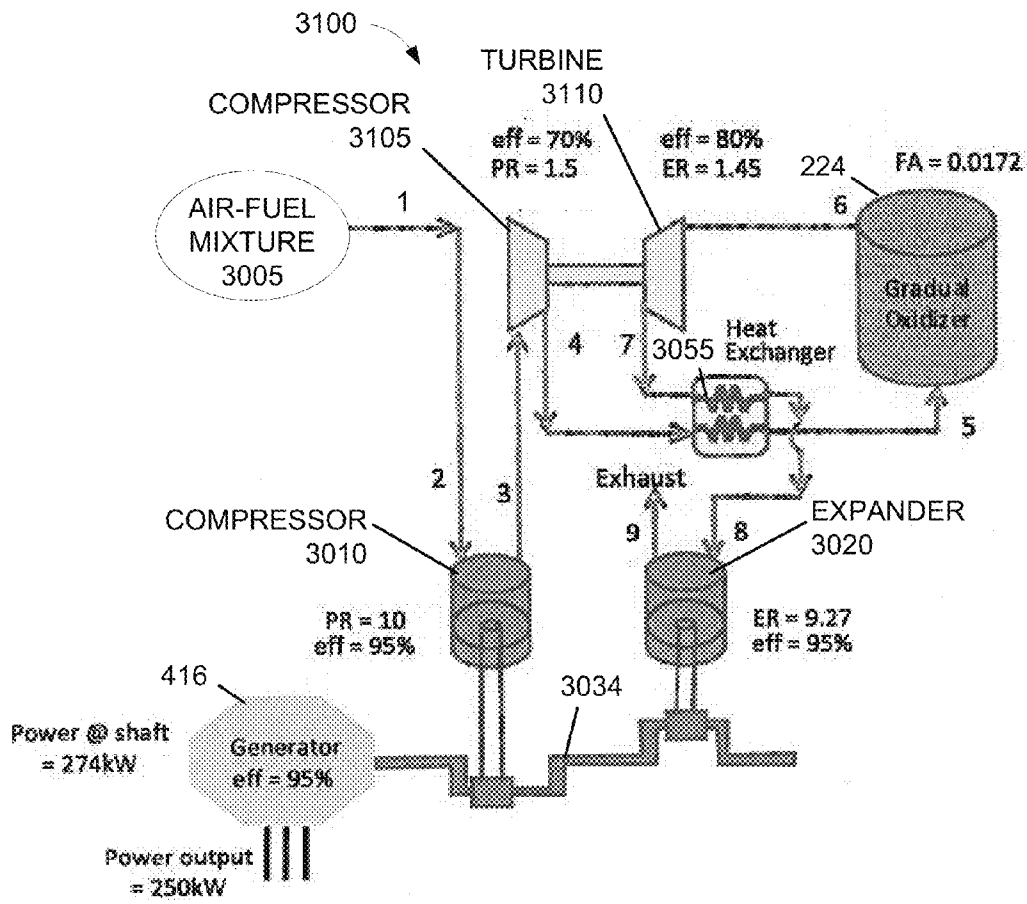 3100
TURBINE
3110
COMPRESSOR
3105
eff = 70%
PR = 1.5
eff = 80%
ER = 1.45
224
FA = 0.0172
AIR-FUEL
MIXTURE
3005
1
6
Gradual
Oxidizer
4
7
3055
Heat
Exchanger
5
2
3
Exhaust
9
8
COMPRESSOR
3010
EXPANDER
3020
PR = 10
eff = 95%
ER = 9.27
eff = 95%
416
3034
Power @ shaft
= 274kW
Generator
eff = 95%
Power output
= 250kW